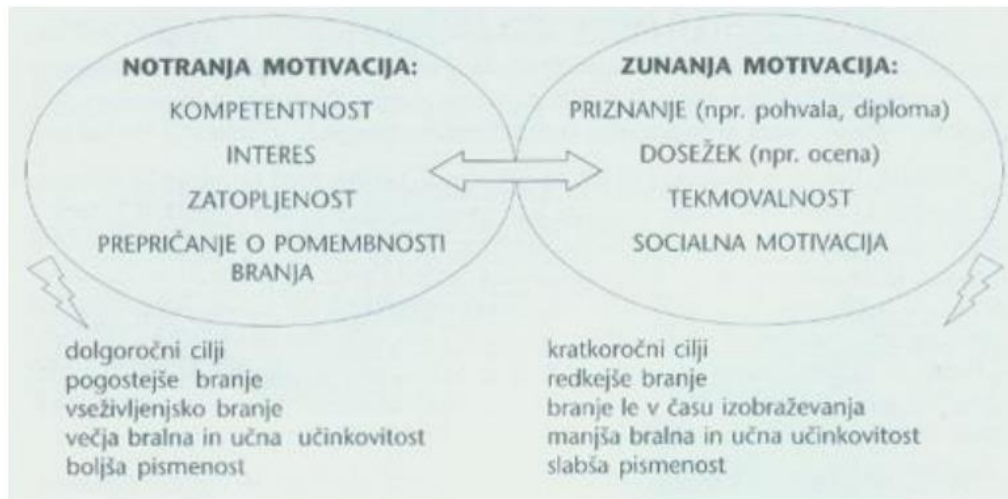 NOTRANJA MOTIVACIJA:
KOMPETENTNOST
INTERES
ZATOPLJENOST
PREPRIČANJE O POMEMBNOSTI
BRANJA
ZUNANJA MOTIVACIJA:
PRIZNANJE (npr. pohvala, diploma)
DOSEŽEK (npr. ocena)
TEKMOVALNOST
SOCIALNA MOTIVACIJA
dolgoročni cilji
pogostejše branje
vseživljenjsko branje
večja bralna in učna učinkovitost
boljša pismenost
kratkoročni cilji
redkejše branje
branje le v času izobraževanja
manjša bralna in učna učinkovitost
slabša pismenost